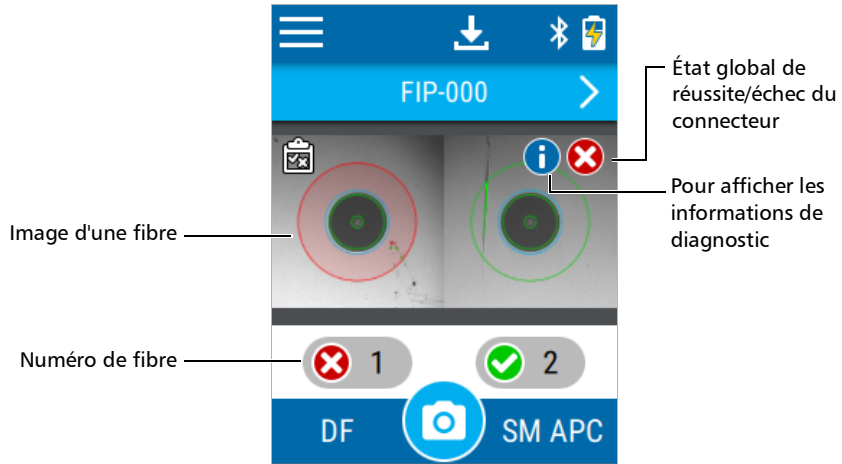 FIP-000
État global de
réussite/échec du
connecteur
Pour afficher les
informations de
diagnostic
Image d'une fibre
Numéro de fibre
1
2
DF
SM APC